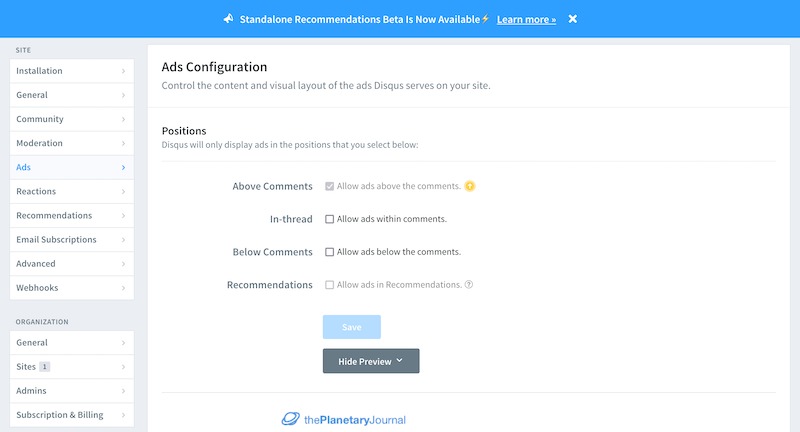 Standalone Recommendations Beta Is Now Available⚡ Learn more » ×
SITE
Installation
General
Community
Moderation
Ads
Reactions
Recommendations
Email Subscriptions
Advanced
Webhooks
ORGANIZATION
General
Sites 1
Admins
Subscription & Billing
Ads Configuration
Control the content and visual layout of the ads Disqus serves on your site.
Positions
Disqus will only display ads in the positions that you select below:
Above Comments Allow ads above the comments.
In-thread Allow ads within comments.
Below Comments Allow ads below the comments.
Recommendations Allow ads in Recommendations. ?
Save
Hide Preview
thePlanetaryJournal